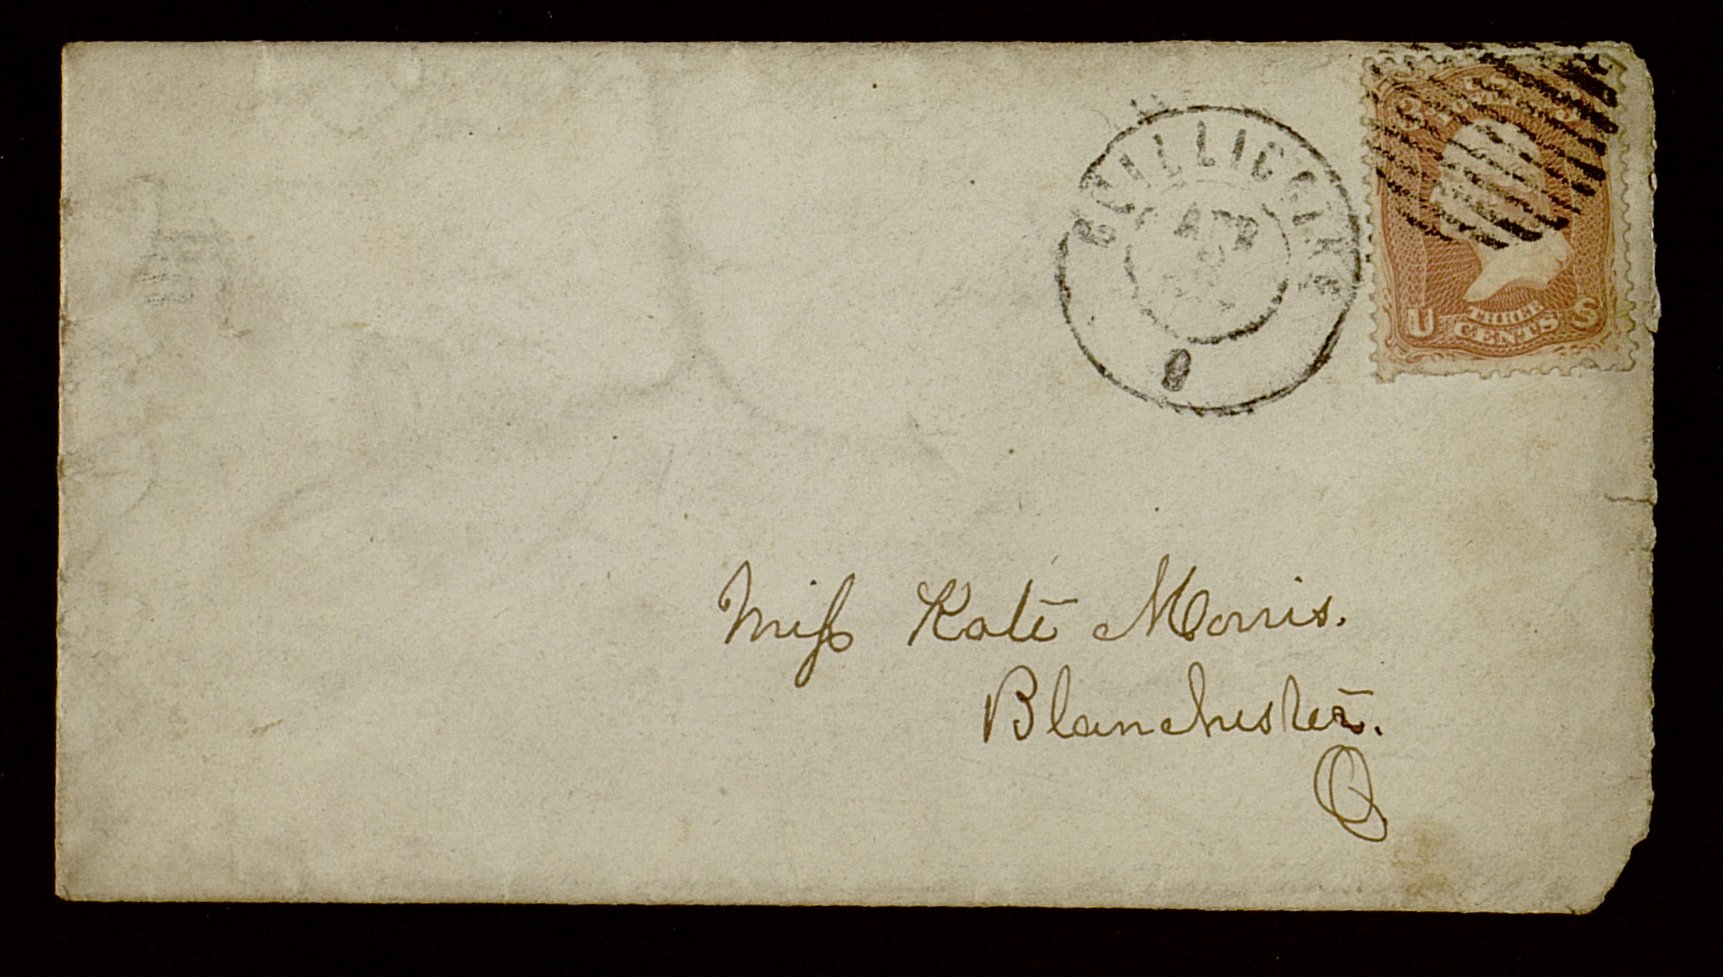 CHILLICOTHE
APR
O
U THREE S
CENTS
Miſs Kate Morris.
Blanchester.
O